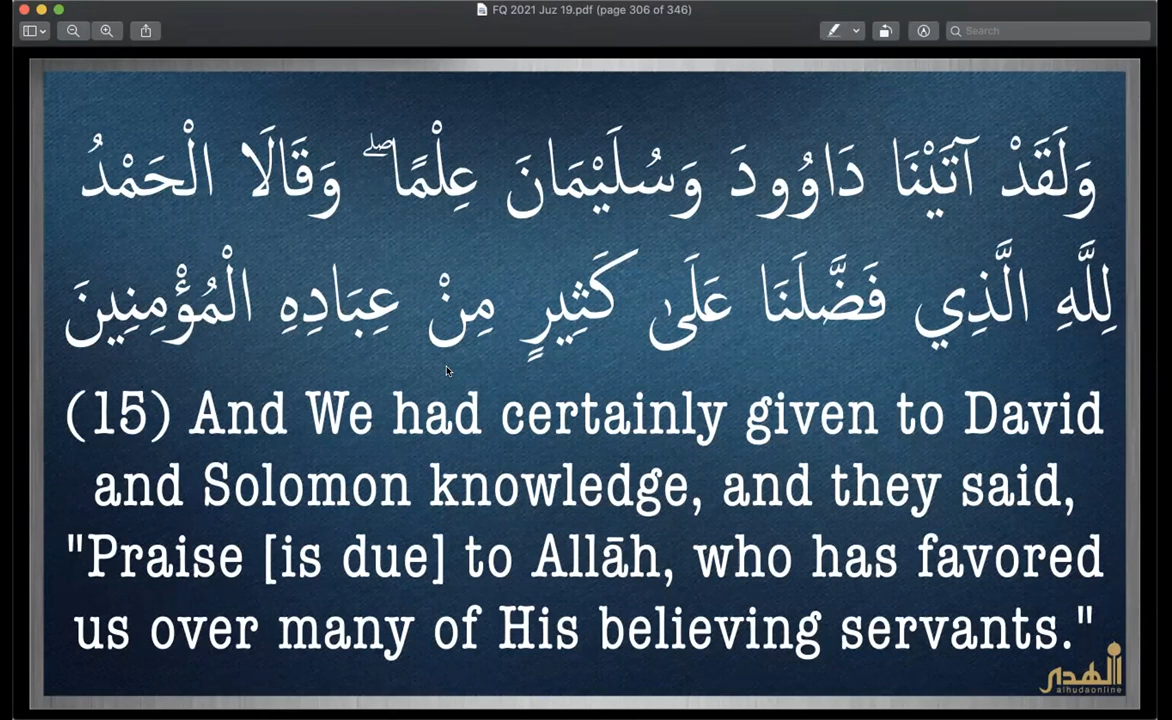 FQ 2021 Juz 19.pdf (page 306 of 346)
Search
وَلَقَدْ آتَيْنَا دَاوُودَ وَسُلَيْمَانَ عِلْمًا ۖ وَقَالَا الْحَمْدُ
لِلَّهِ الَّذِي فَضَّلَنَا عَلَىٰ كَثِيرٍ مِنْ عِبَادِهِ الْمُؤْمِنِينَ
(15) And We had certainly given to David
and Solomon knowledge, and they said,
"Praise [is due] to Allāh, who has favored
us over many of His believing servants."
الهدى
alhudaonline